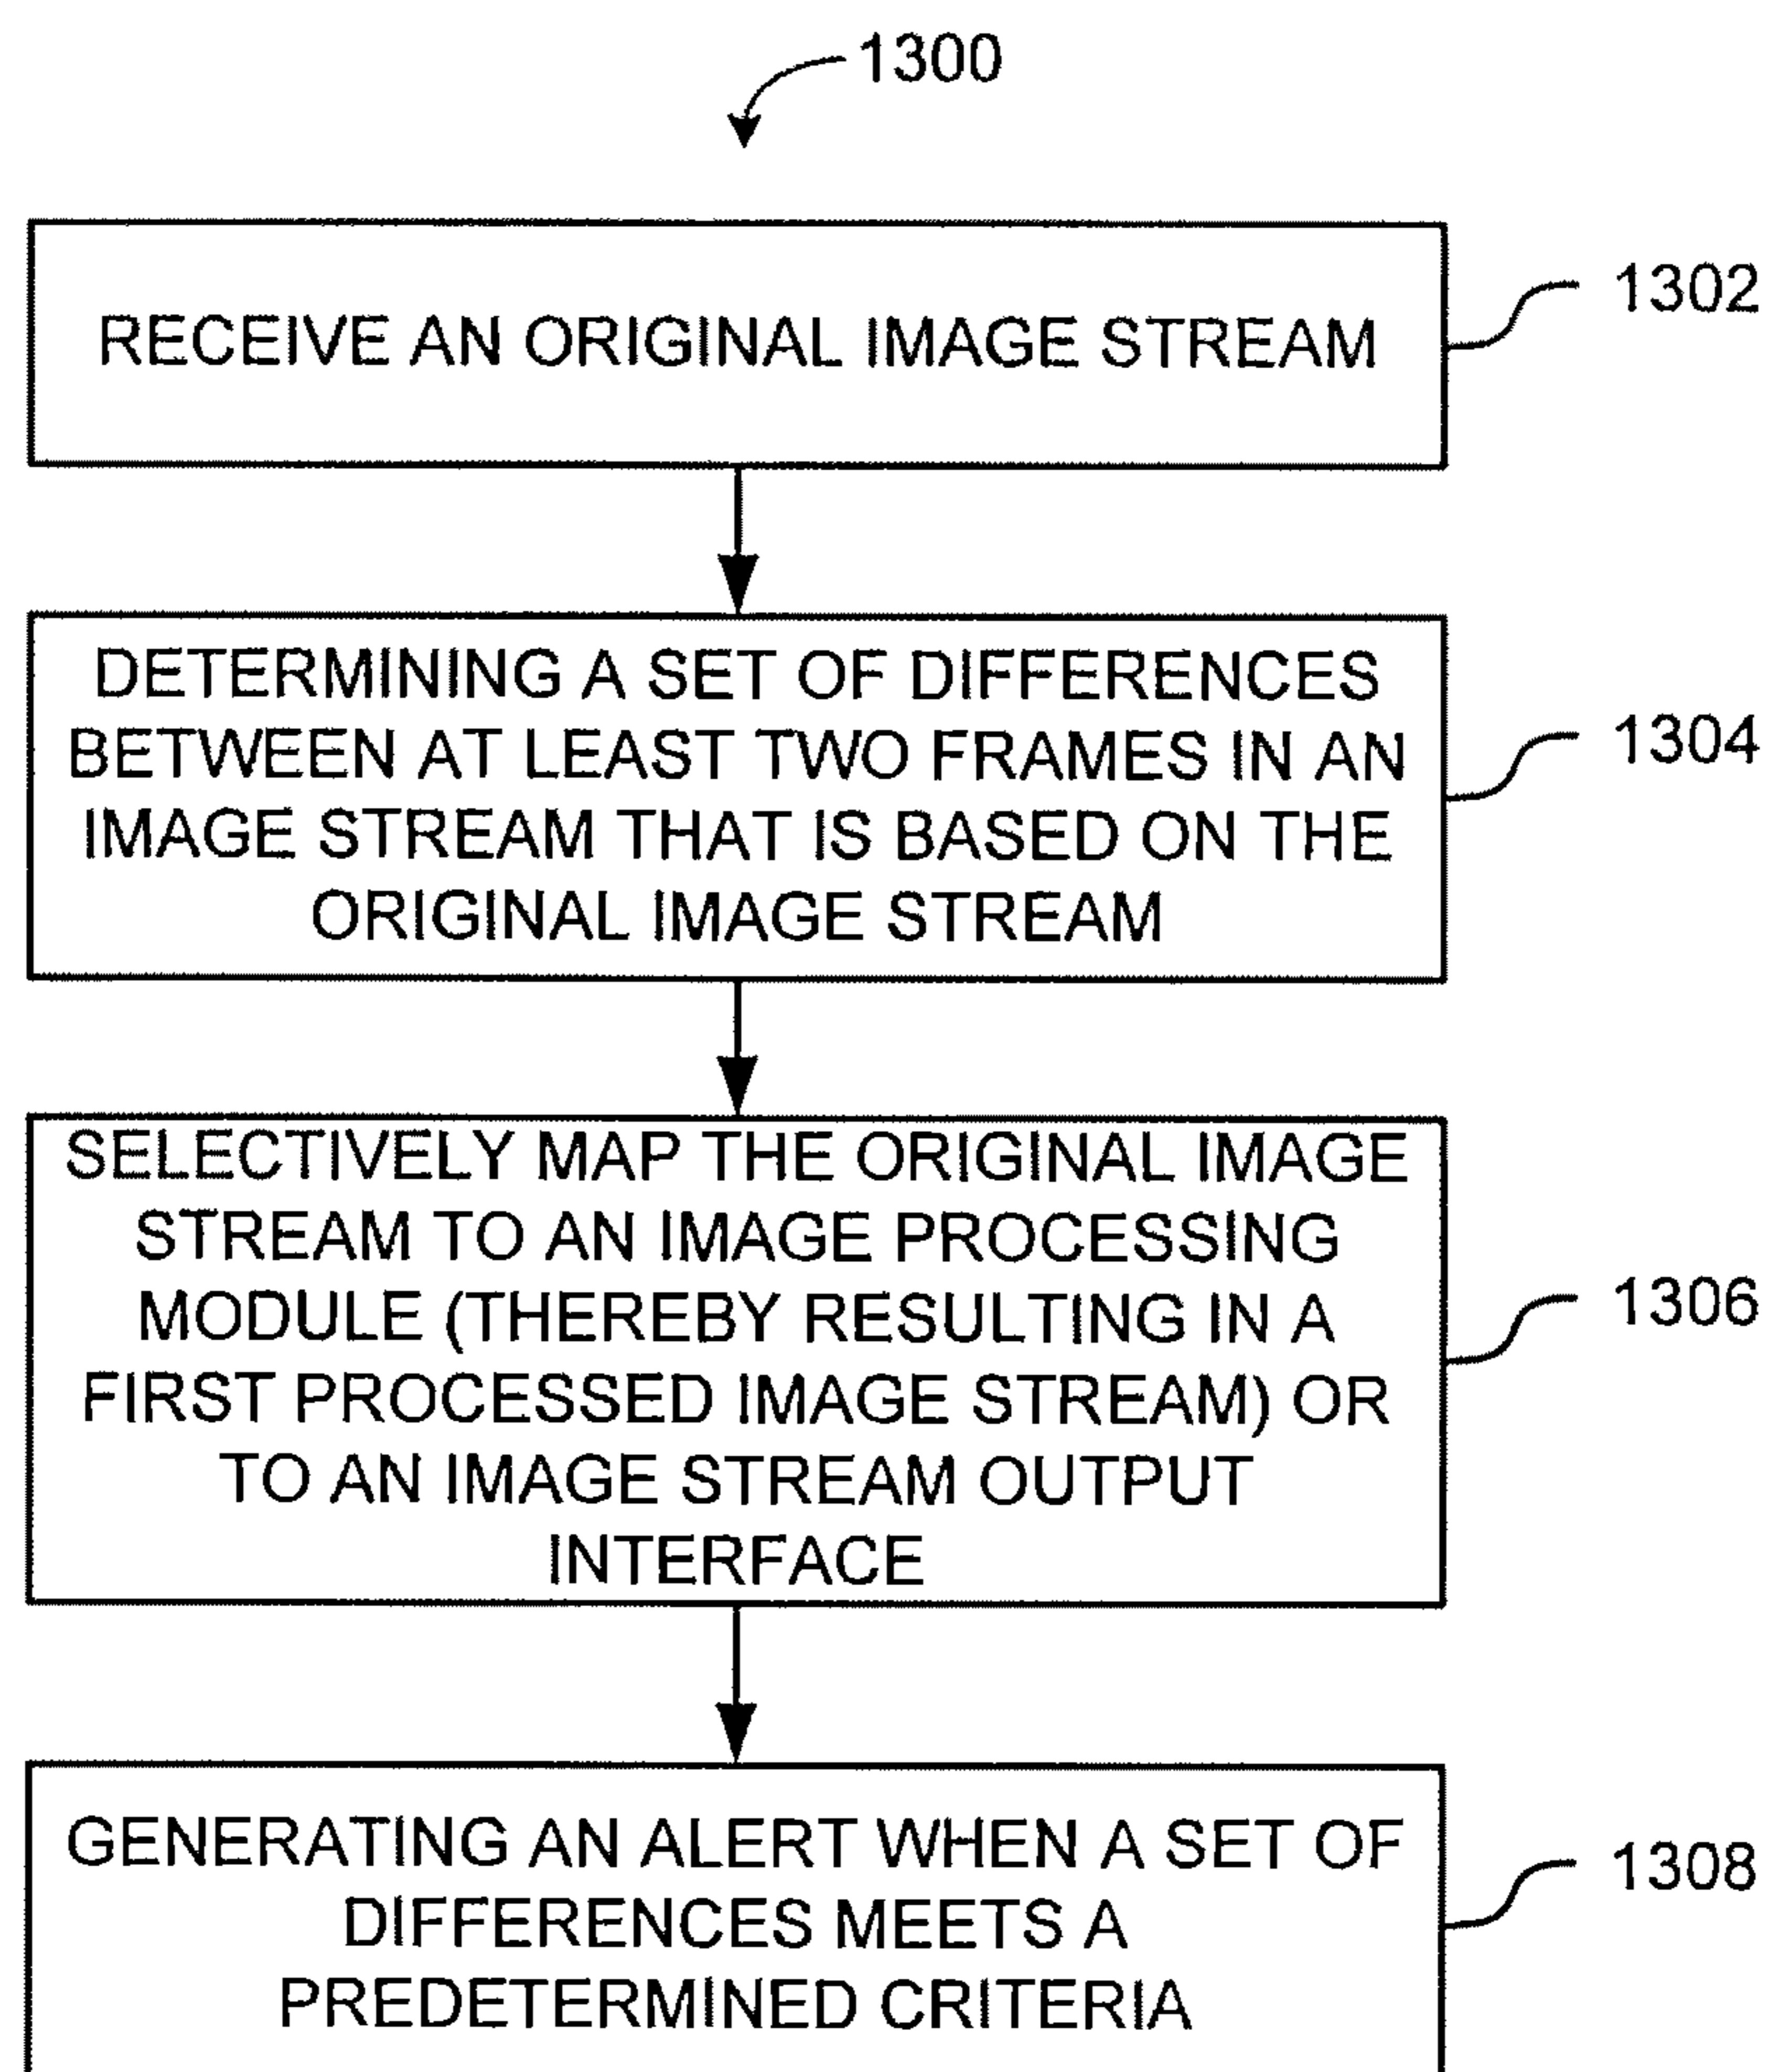 1300
RECEIVE AN ORIGINAL IMAGE STREAM
1302
DETERMINING A SET OF DIFFERENCES
BETWEEN AT LEAST TWO FRAMES IN AN
IMAGE STREAM THAT IS BASED ON THE
ORIGINAL IMAGE STREAM
1304
SELECTIVELY MAP THE ORIGINAL IMAGE
STREAM TO AN IMAGE PROCESSING
MODULE (THEREBY RESULTING IN A
FIRST PROCESSED IMAGE STREAM) OR
TO AN IMAGE STREAM OUTPUT
INTERFACE
1306
GENERATING AN ALERT WHEN A SET OF
DIFFERENCES MEETS A
PREDETERMINED CRITERIA
1308